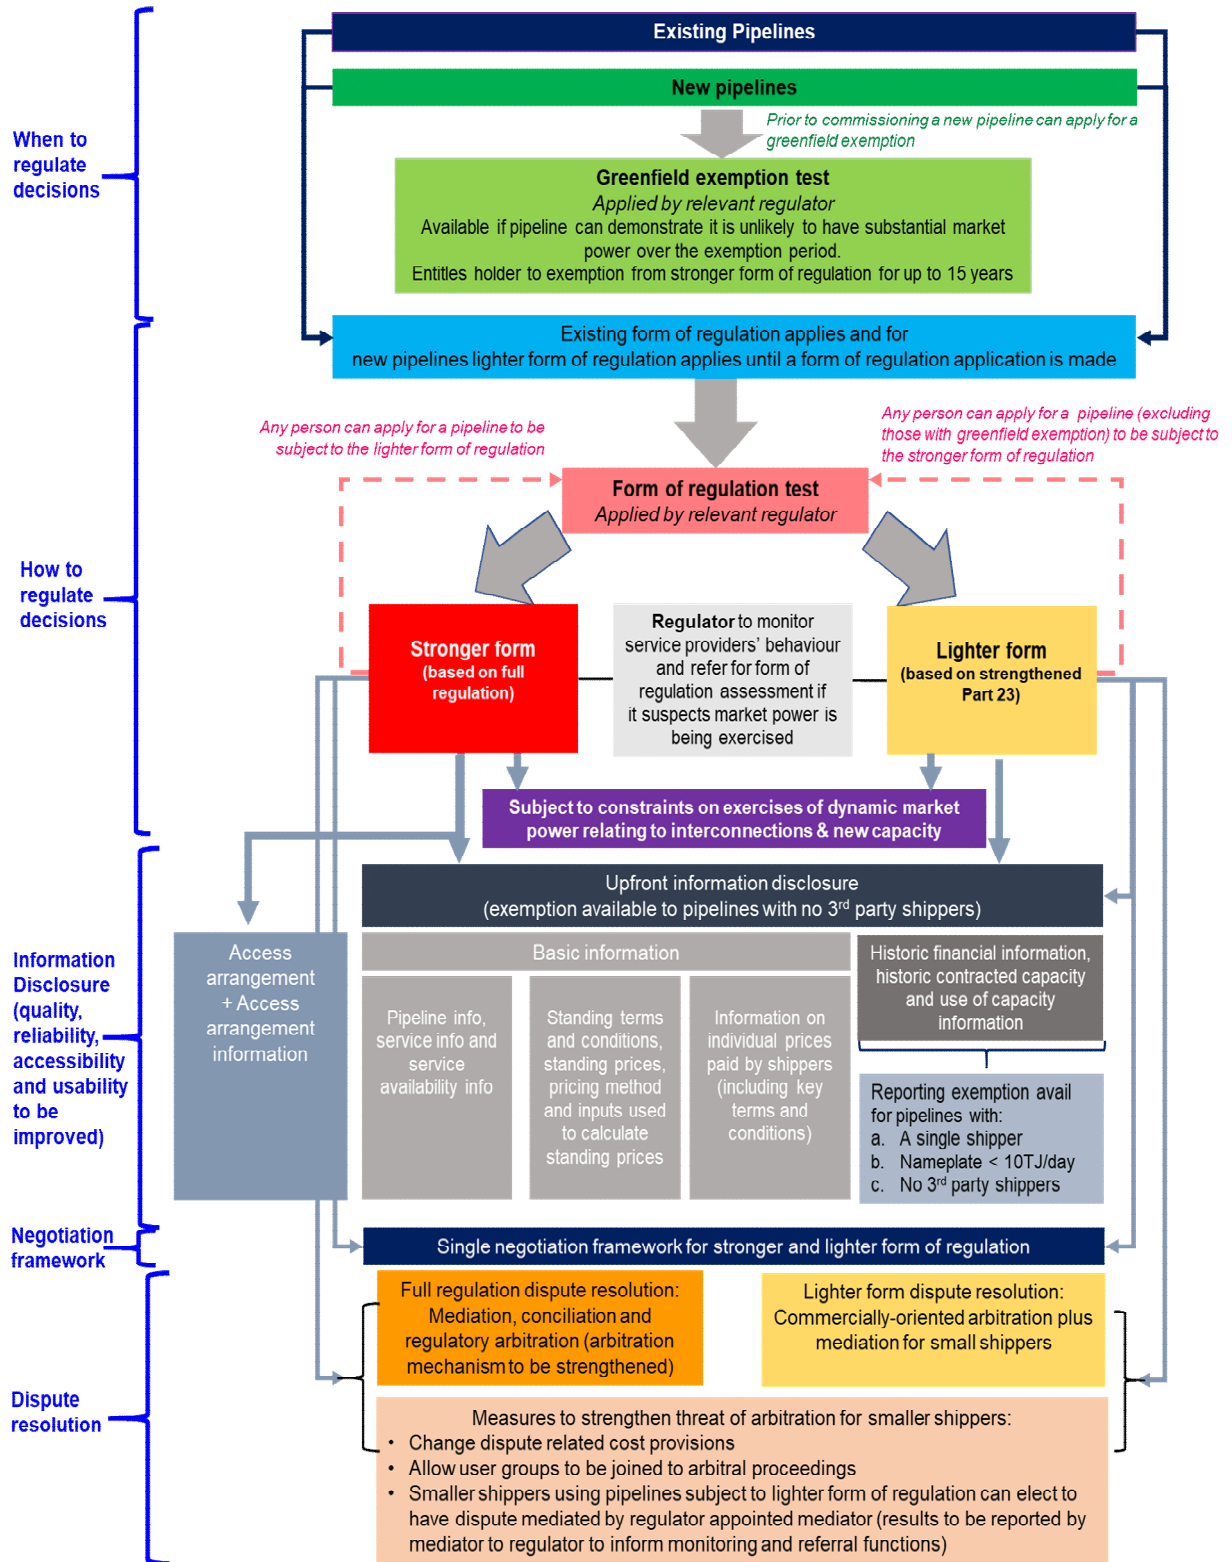 Existing Pipelines
New pipelines
Prior to commissioning a new pipeline can apply for a
greenfield exemption
When to
regulate
decisions
Greenfield exemption test
Applied by relevant regulator
Available if pipeline can demonstrate it is unlikely to have substantial market
power over the exemption period.
Entitles holder to exemption from stronger form of regulation for up to 15 years
Existing form of regulation applies and for
new pipelines lighter form of regulation applies until a form of regulation application is made
Any person can apply for a pipeline to be
subject to the lighter form of regulation
Any person can apply for a pipeline (excluding
those with greenfield exemption) to be subject to
the stronger form of regulation
Form of regulation test
Applied by relevant regulator
How to
regulate
decisions
Stronger form
(based on full
regulation)
Regulator to monitor
service providers' behaviour
and refer for form of
regulation assessment if
it suspects market power is
being exercised
Lighter form
(based on strengthened
Part 23)
Subject to constraints on exercises of dynamic market
power relating to interconnections & new capacity
Information
Disclosure
(quality,
reliability,
accessibility
and usability
to be
improved)
Upfront information disclosure
(exemption available to pipelines with no 3rd party shippers)
Access
arrangement
+ Access
arrangement
information
Basic information
Pipeline info,
service info and
service
availability info
Standing terms
and conditions,
standing prices,
pricing method
and inputs used
to calculate
standing prices
Information on
individual prices
paid by shippers
(including key
terms and
conditions)
Historic financial information,
historic contracted capacity
and use of capacity
information
Reporting exemption avail
for pipelines with:
a. A single shipper
b. Nameplate < 10TJ/day
c. No 3rd party shippers
Negotiation
framework
Single negotiation framework for stronger and lighter form of regulation
Dispute
resolution
Full regulation dispute resolution:
Mediation, conciliation and
regulatory arbitration (arbitration
mechanism to be strengthened)
Lighter form dispute resolution:
Commercially-oriented arbitration plus
mediation for small shippers
Measures to strengthen threat of arbitration for smaller shippers:
• Change dispute related cost provisions
• Allow user groups to be joined to arbitral proceedings
• Smaller shippers using pipelines subject to lighter form of regulation can elect to
have dispute mediated by regulator appointed mediator (results to be reported by
mediator to regulator to inform monitoring and referral functions)